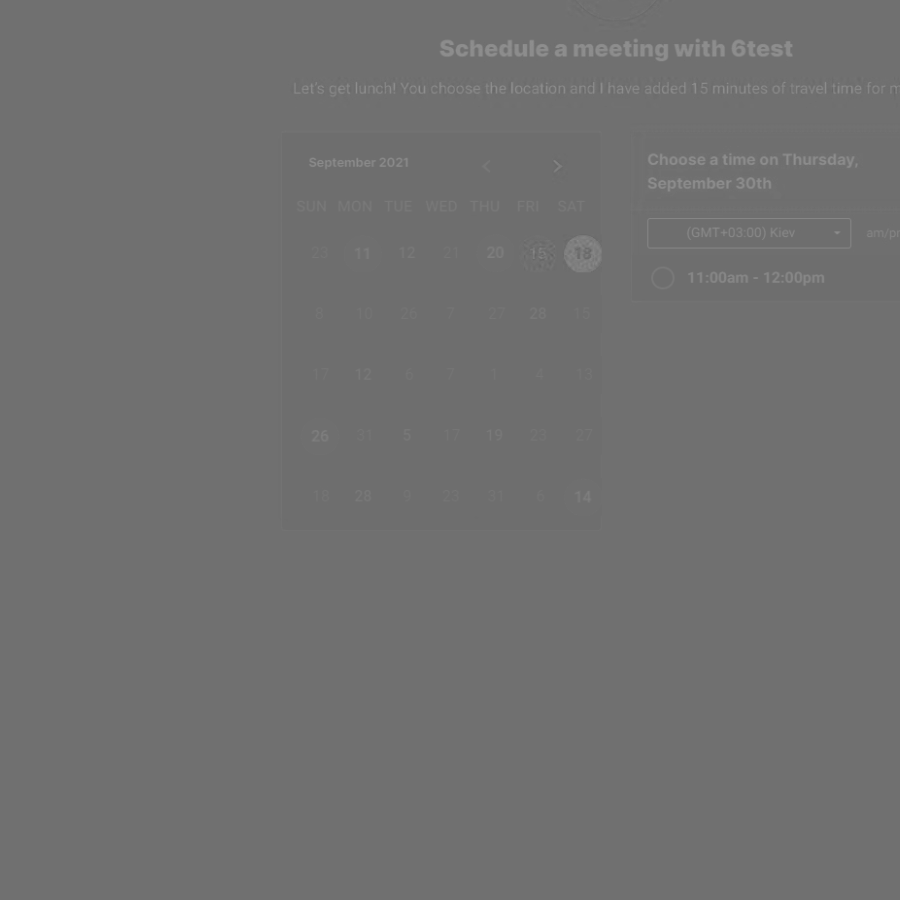 Schedule a meeting with 6test
Let's get lunch! You choose the location and I have added 15 minutes of travel time for m
September 2021
SUN MON TUE WED THU FRI SAT
23 11 12 21 20 15 18
8 10 26 7 27 28 15
17 12 6 7 1 4 13
26 31 5 17 19 23 27
18 28 9 23 31 6 14
Choose a time on Thursday,
September 30th
(GMT+03:00) Kiev am/p
11:00am - 12:00pm